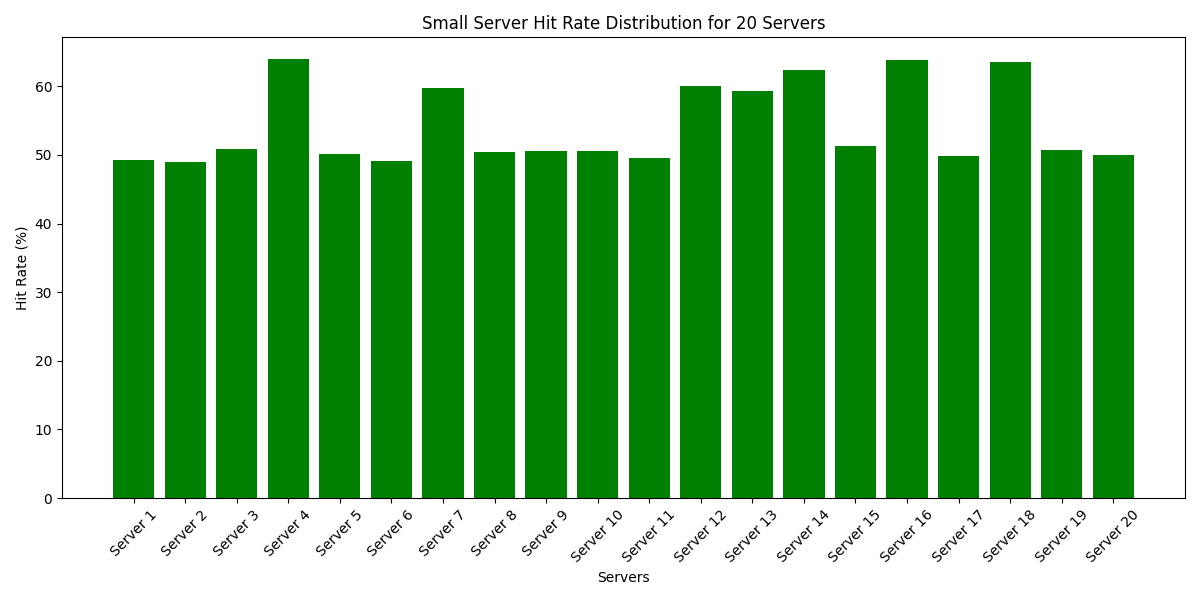 Small Server Hit Rate Distribution for 20 Servers
Hit Rate (%)
60
50
40
30
20
10
0
Server 1
Server 2
Server 3
Server 4
Server 5
Server 6
Server 7
Server 8
Server 9
Server 10
Server 11
Server 12
Server 13
Server 14
Server 15
Server 16
Server 17
Server 18
Server 19
Server 20
Servers